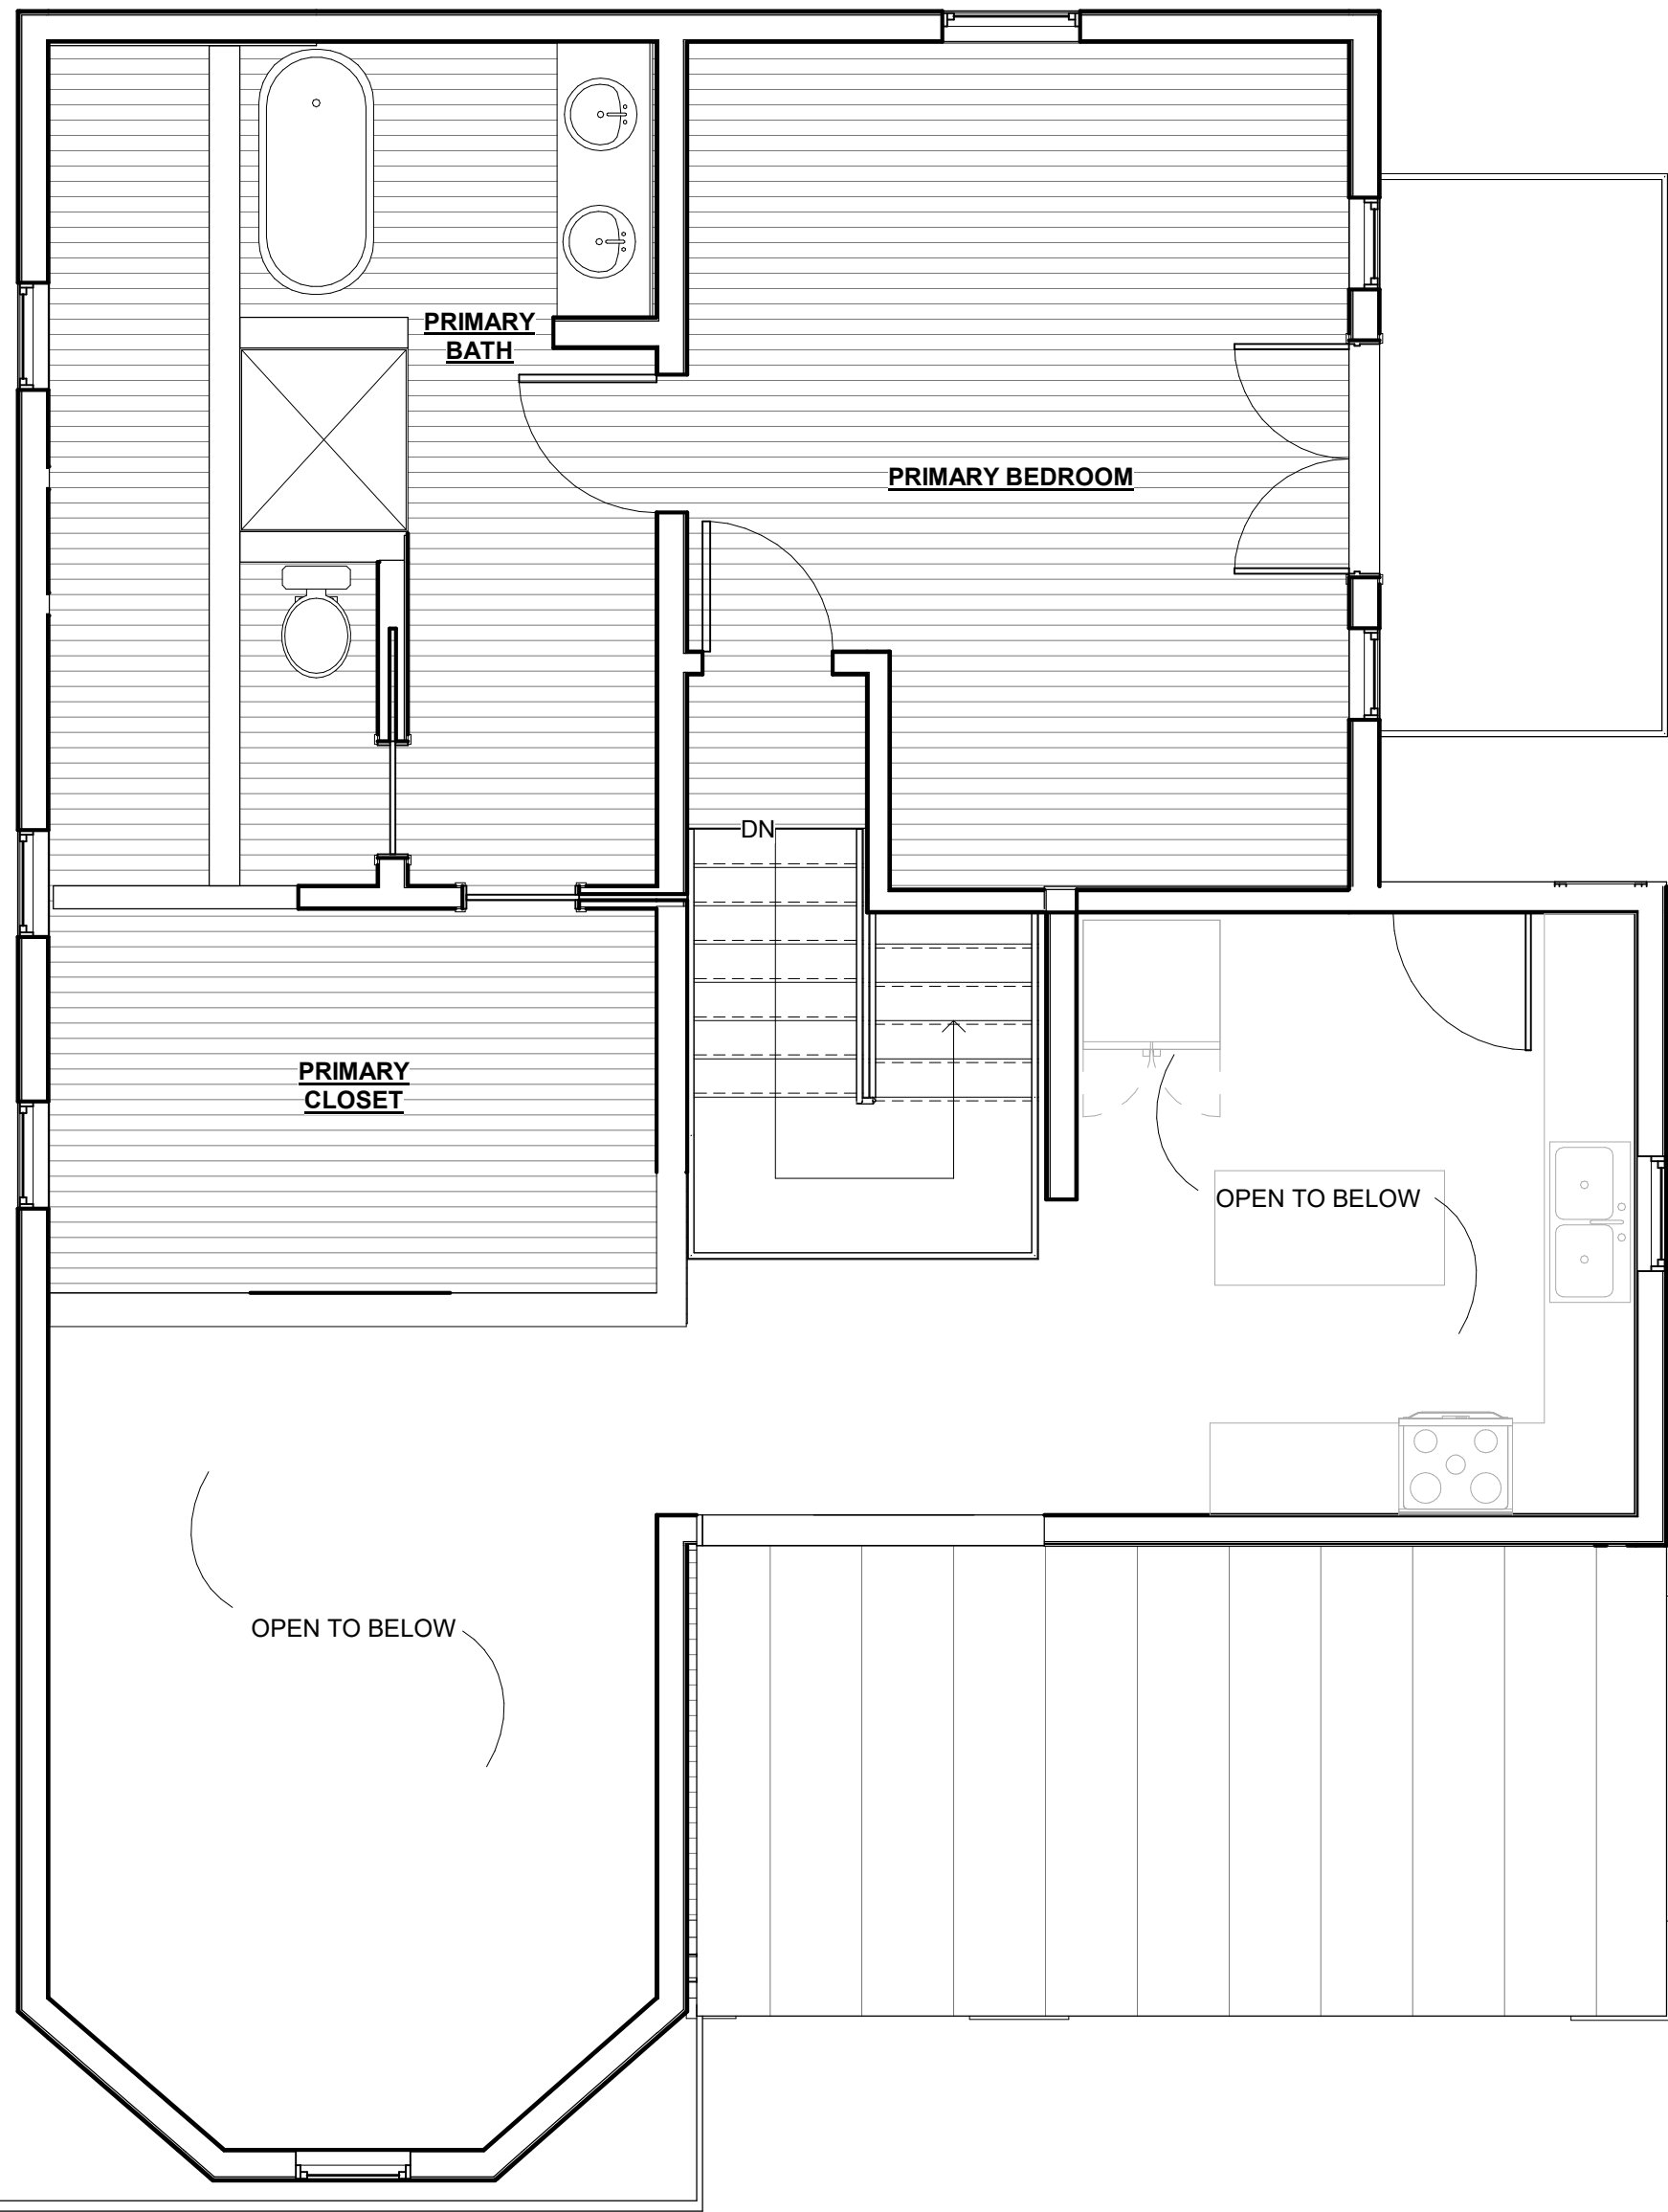 PRIMARY
BATH
PRIMARY BEDROOM
DN
PRIMARY
CLOSET
OPEN TO BELOW
OPEN TO BELOW